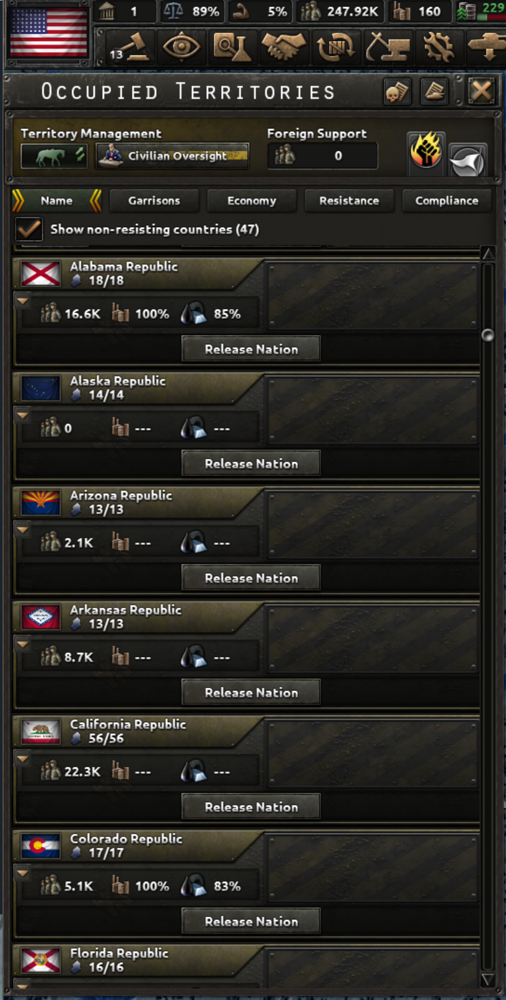 1 89% 5% 247.92K 160 229
13
OCCUPIED TERRITORIES
Territory Management Foreign Support
Civilian Oversight 0
Name Garrisons Economy Resistance Compliance
Show non-resisting countries (47)
Alabama Republic
18/18
16.6K 100% 85%
Release Nation
Alaska Republic
14/14
0 --- ---
Release Nation
Arizona Republic
13/13
2.1K --- ---
Release Nation
Arkansas Republic
13/13
8.7K --- ---
Release Nation
California Republic
56/56
22.3K --- ---
Release Nation
Colorado Republic
17/17
5.1K 100% 83%
Release Nation
Florida Republic
16/16